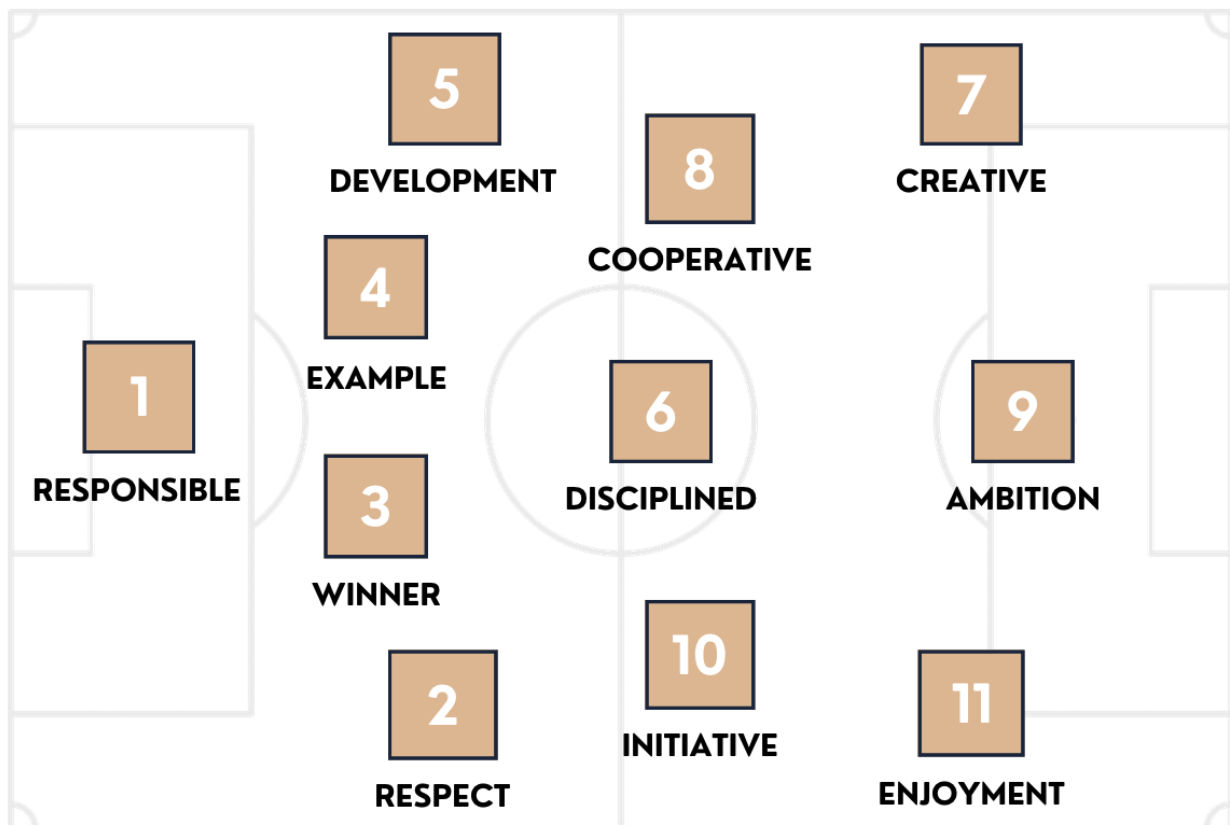 5
DEVELOPMENT
7
CREATIVE
8
COOPERATIVE
4
EXAMPLE
1
RESPONSIBLE
6
DISCIPLINED
9
AMBITION
3
WINNER
10
INITIATIVE
2
RESPECT
11
ENJOYMENT